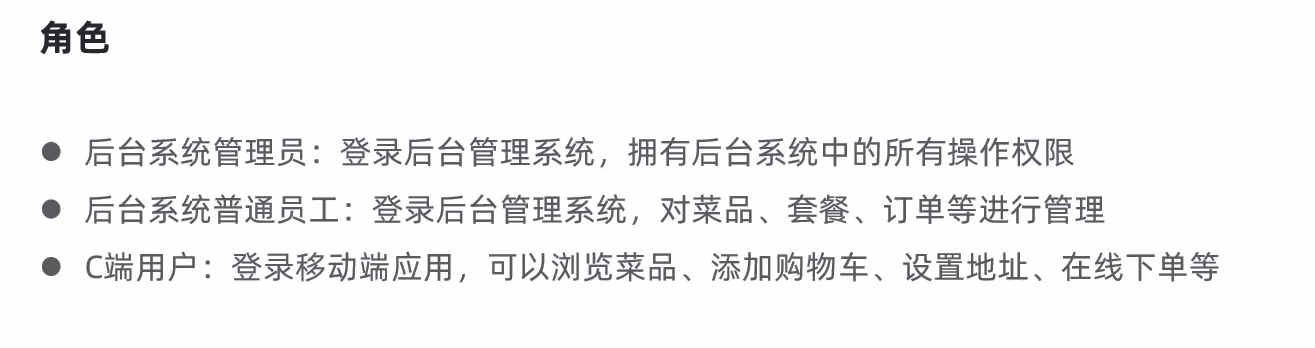 角色
● 后台系统管理员：登录后台管理系统，拥有后台系统中的所有操作权限
● 后台系统普通员工：登录后台管理系统，对菜品、套餐、订单等进行管理
● C端用户：登录移动端应用，可以浏览菜品、添加购物车、设置地址、在线下单等